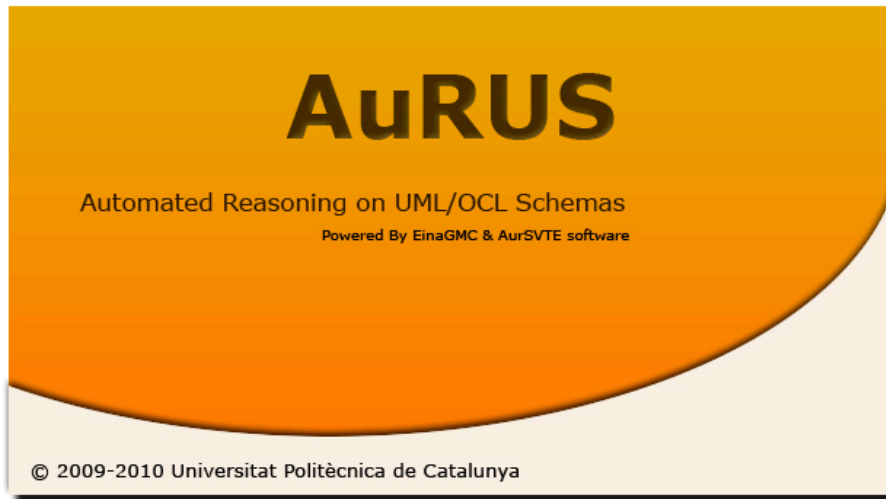 AuRUS
Automated Reasoning on UML/OCL Schemas
Powered By EinaGMC & AurSVTE software
© 2009-2010 Universitat Politècnica de Catalunya